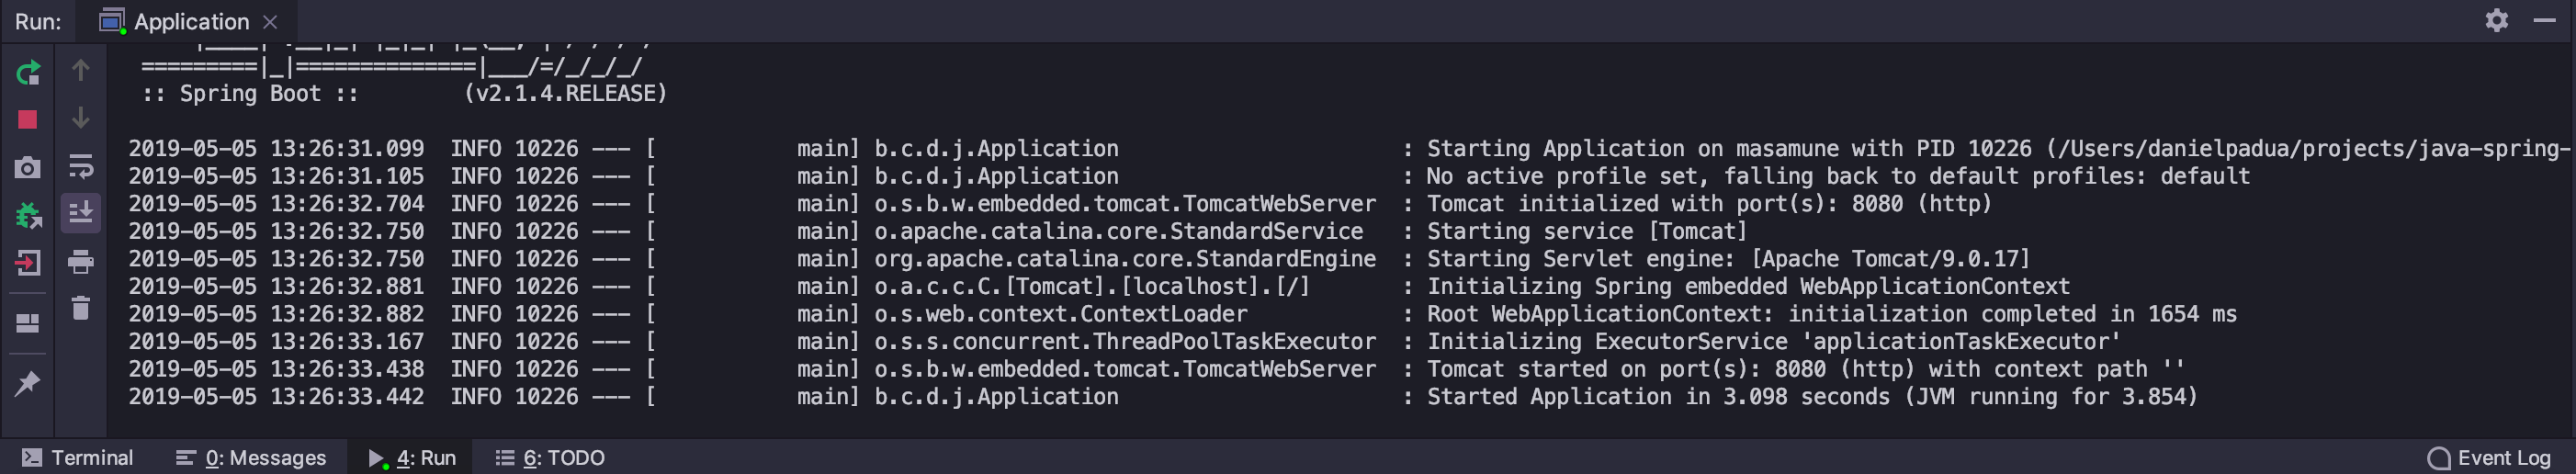 Run: Application
=========|_|==============|___/=/_/_/_/
:: Spring Boot ::        (v2.1.4.RELEASE)
2019-05-05 13:26:31.099  INFO 10226 --- [           main] b.c.d.j.Application                      : Starting Application on masamune with PID 10226 (/Users/danielpadua/projects/java-spring-
2019-05-05 13:26:31.105  INFO 10226 --- [           main] b.c.d.j.Application                      : No active profile set, falling back to default profiles: default
2019-05-05 13:26:32.704  INFO 10226 --- [           main] o.s.b.w.embedded.tomcat.TomcatWebServer  : Tomcat initialized with port(s): 8080 (http)
2019-05-05 13:26:32.750  INFO 10226 --- [           main] o.apache.catalina.core.StandardService   : Starting service [Tomcat]
2019-05-05 13:26:32.750  INFO 10226 --- [           main] org.apache.catalina.core.StandardEngine  : Starting Servlet engine: [Apache Tomcat/9.0.17]
2019-05-05 13:26:32.881  INFO 10226 --- [           main] o.a.c.c.C.[Tomcat].[localhost].[/]       : Initializing Spring embedded WebApplicationContext
2019-05-05 13:26:32.882  INFO 10226 --- [           main] o.s.web.context.ContextLoader            : Root WebApplicationContext: initialization completed in 1654 ms
2019-05-05 13:26:33.167  INFO 10226 --- [           main] o.s.s.concurrent.ThreadPoolTaskExecutor  : Initializing ExecutorService 'applicationTaskExecutor'
2019-05-05 13:26:33.438  INFO 10226 --- [           main] o.s.b.w.embedded.tomcat.TomcatWebServer  : Tomcat started on port(s): 8080 (http) with context path ''
2019-05-05 13:26:33.442  INFO 10226 --- [           main] b.c.d.j.Application                      : Started Application in 3.098 seconds (JVM running for 3.854)
Terminal 0: Messages 4: Run 6: TODO Event Log